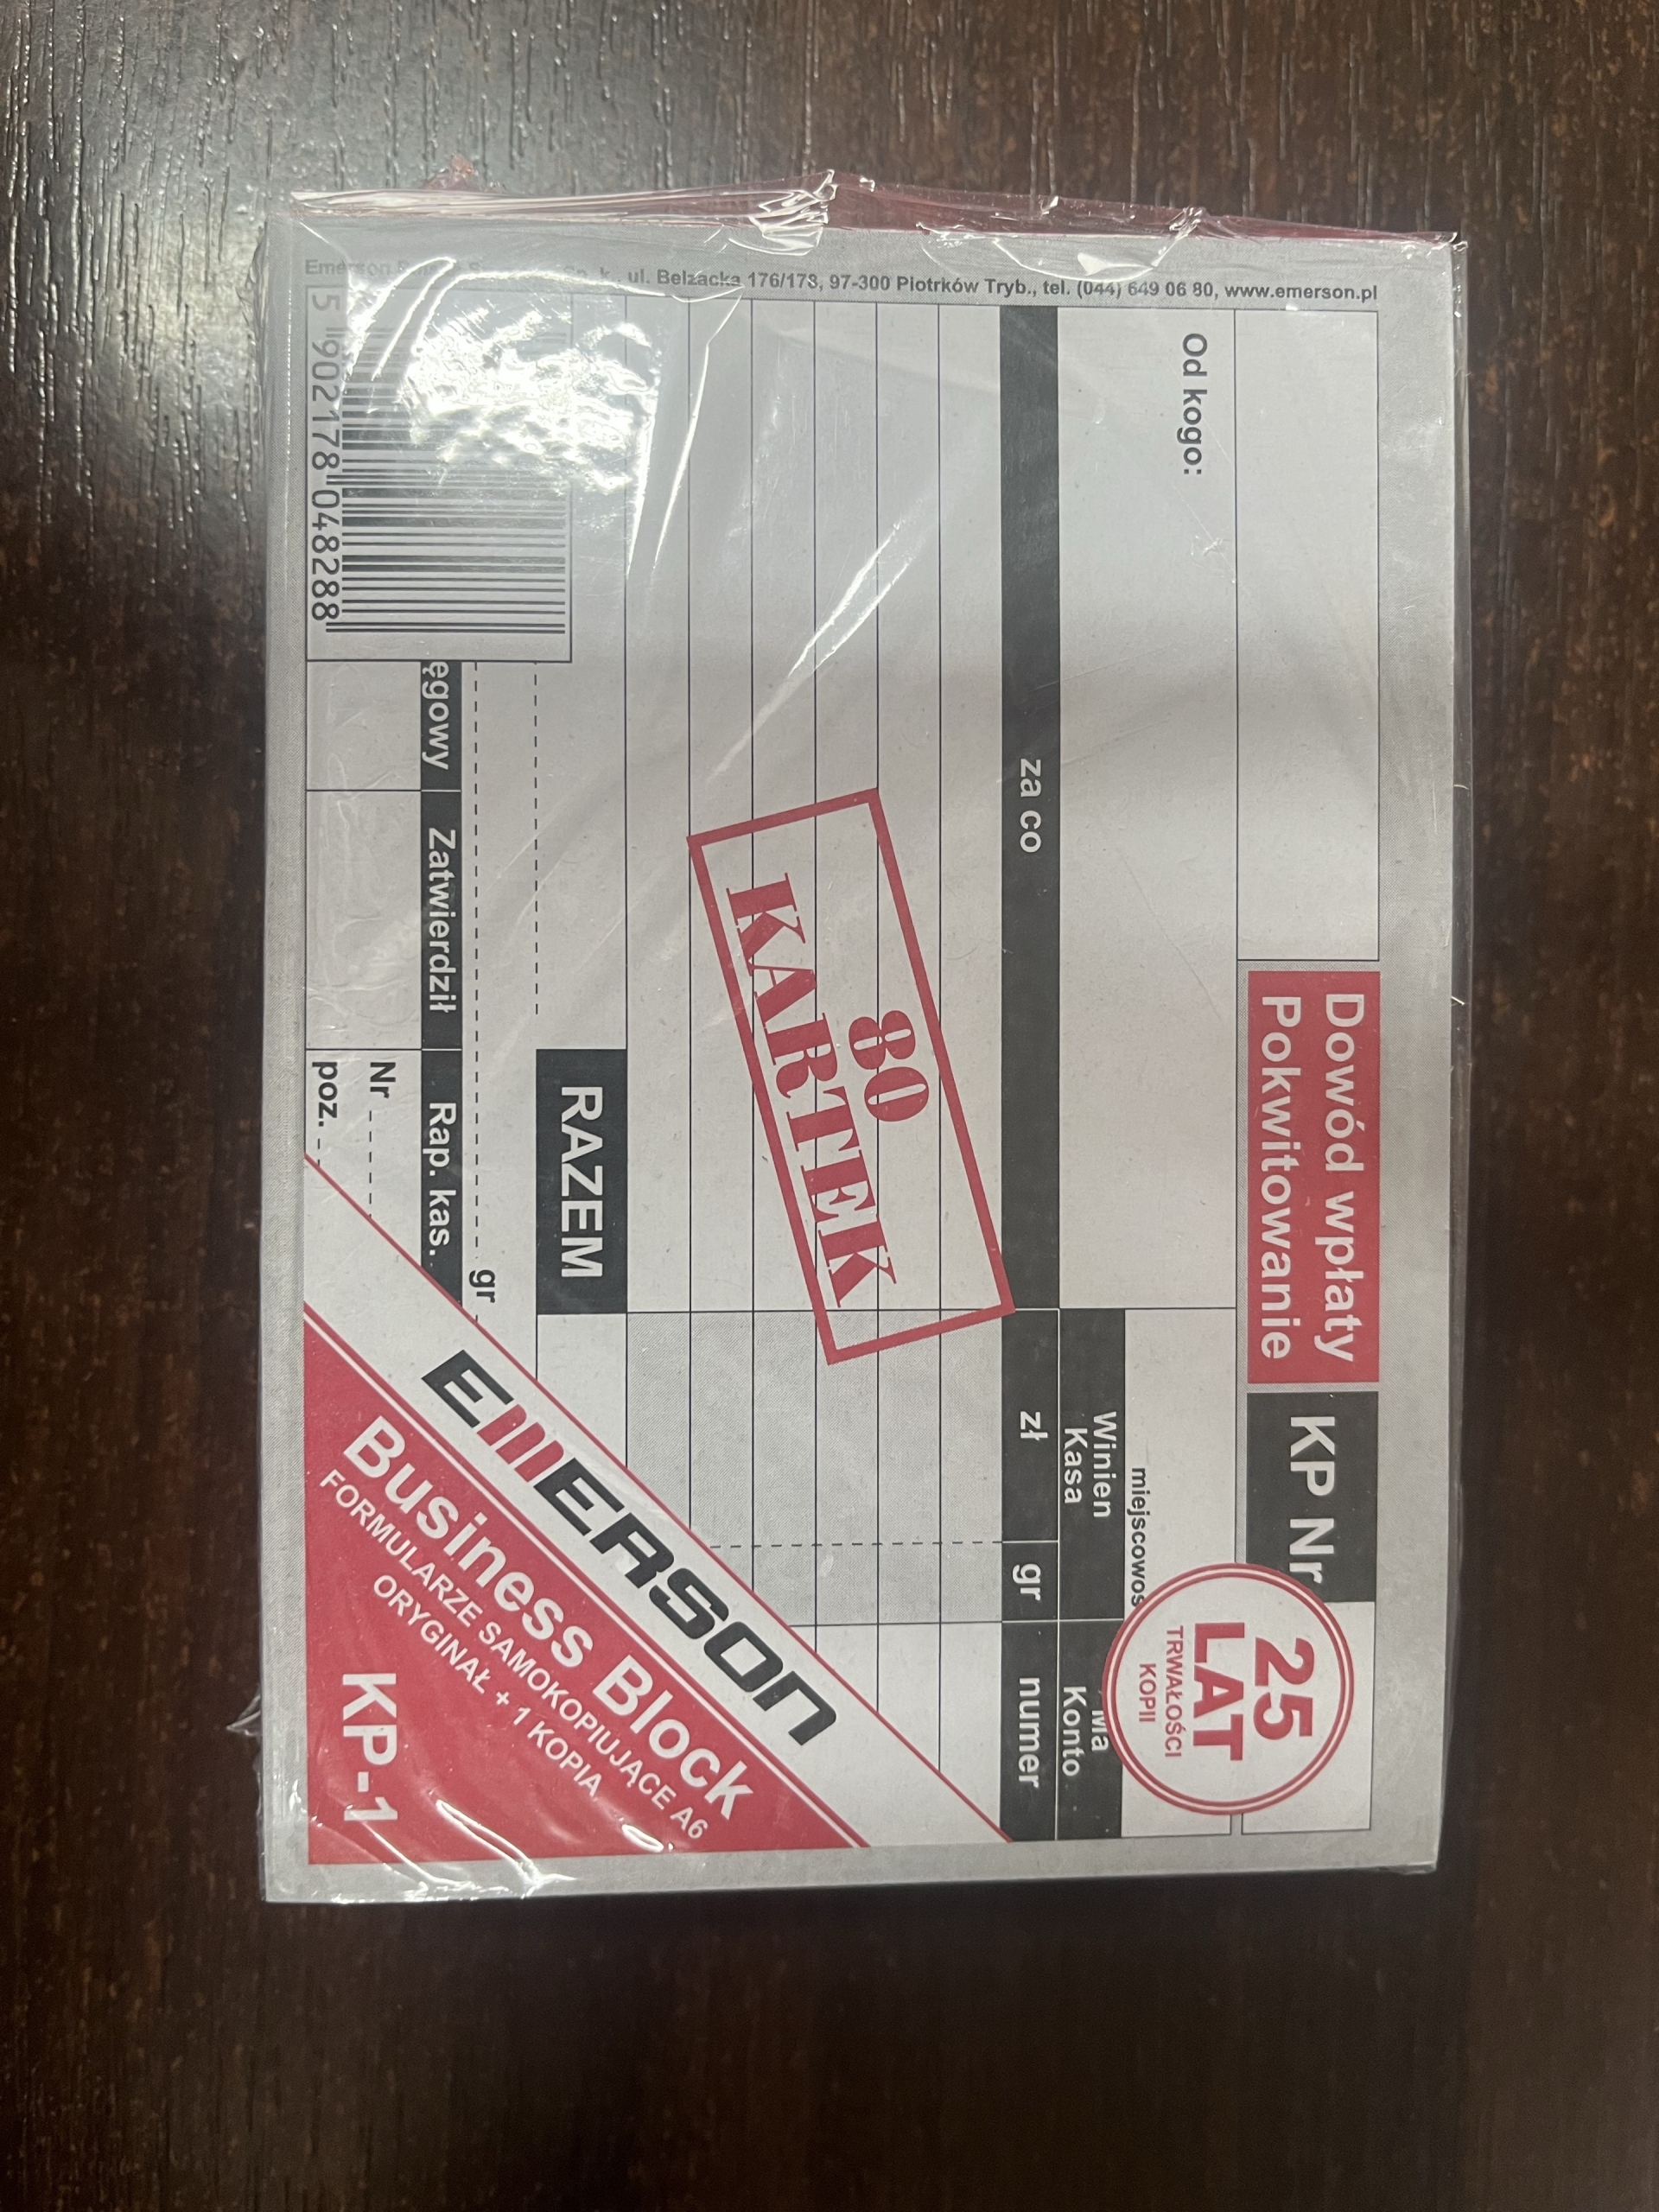 Dowód wpłaty
Pokwitowanie
KP Nr
25
LAT
TRWAŁOŚCI
KOPII
Od kogo:
miejscowoś
Winien
Kasa
Ma
Konto
za co
zł
gr
numer
80
KARTEK
RAZEM
gr
ęgowy
Zatwierdził
Rap. kas.
Nr
poz.
5 902178 048288
EMERSON
Business Block
FORMULARZE SAMOKOPIUJĄCE A6
ORYGINAŁ + 1 KOPIA
KP-1
Emerson Sp. k., ul. Belzacka 176/178, 97-300 Piotrków Tryb., tel. (044) 649 06 80, www.emerson.pl